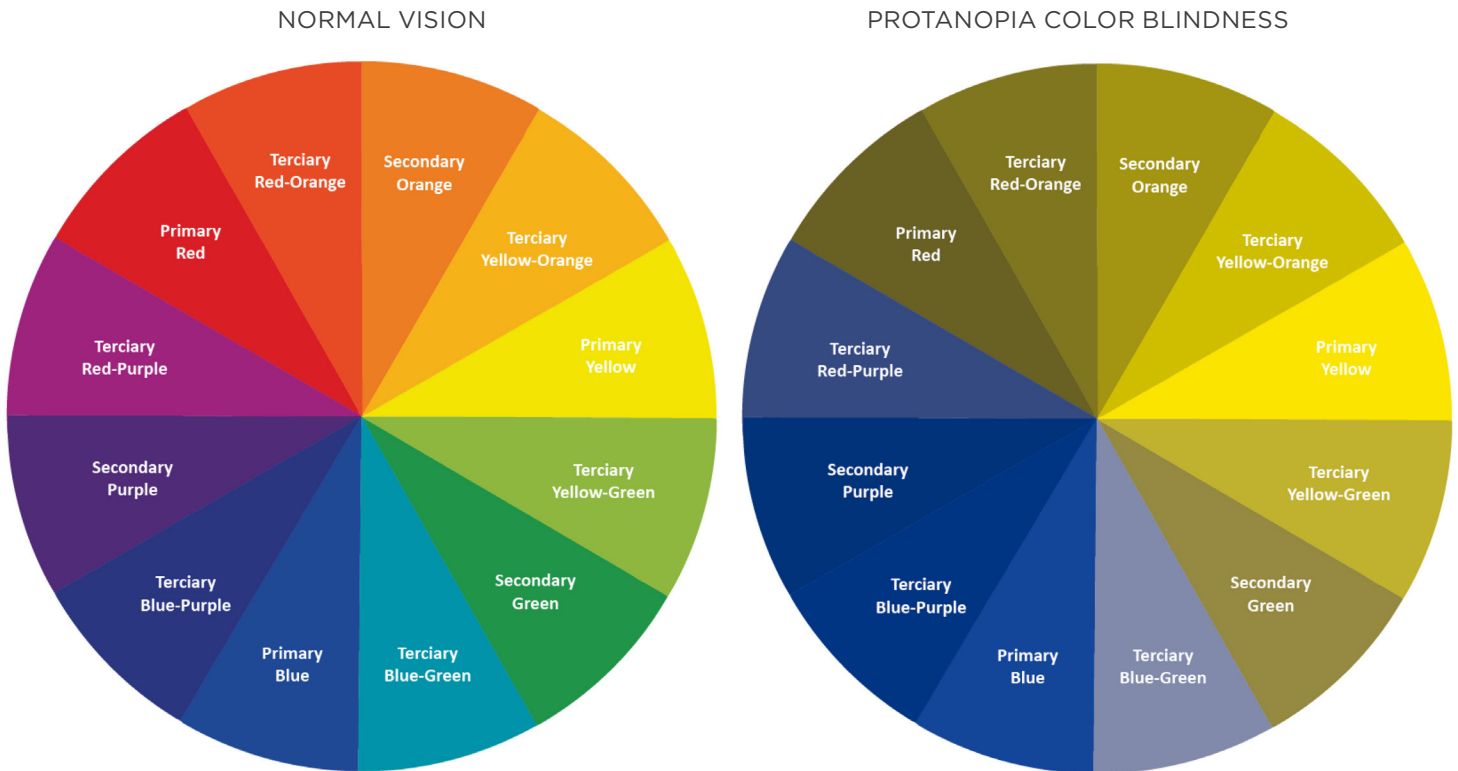 NORMAL VISION
Terciary
Red-Orange
Secondary
Orange
Primary
Red
Terciary
Yellow-Orange
Terciary
Red-Purple
Primary
Yellow
Secondary
Purple
Terciary
Yellow-Green
Terciary
Blue-Purple
Secondary
Green
Primary
Blue
Terciary
Blue-Green
PROTANOPIA COLOR BLINDNESS
Terciary
Red-Orange
Secondary
Orange
Primary
Red
Terciary
Yellow-Orange
Terciary
Red-Purple
Primary
Yellow
Secondary
Purple
Terciary
Yellow-Green
Terciary
Blue-Purple
Secondary
Green
Primary
Blue
Terciary
Blue-Green